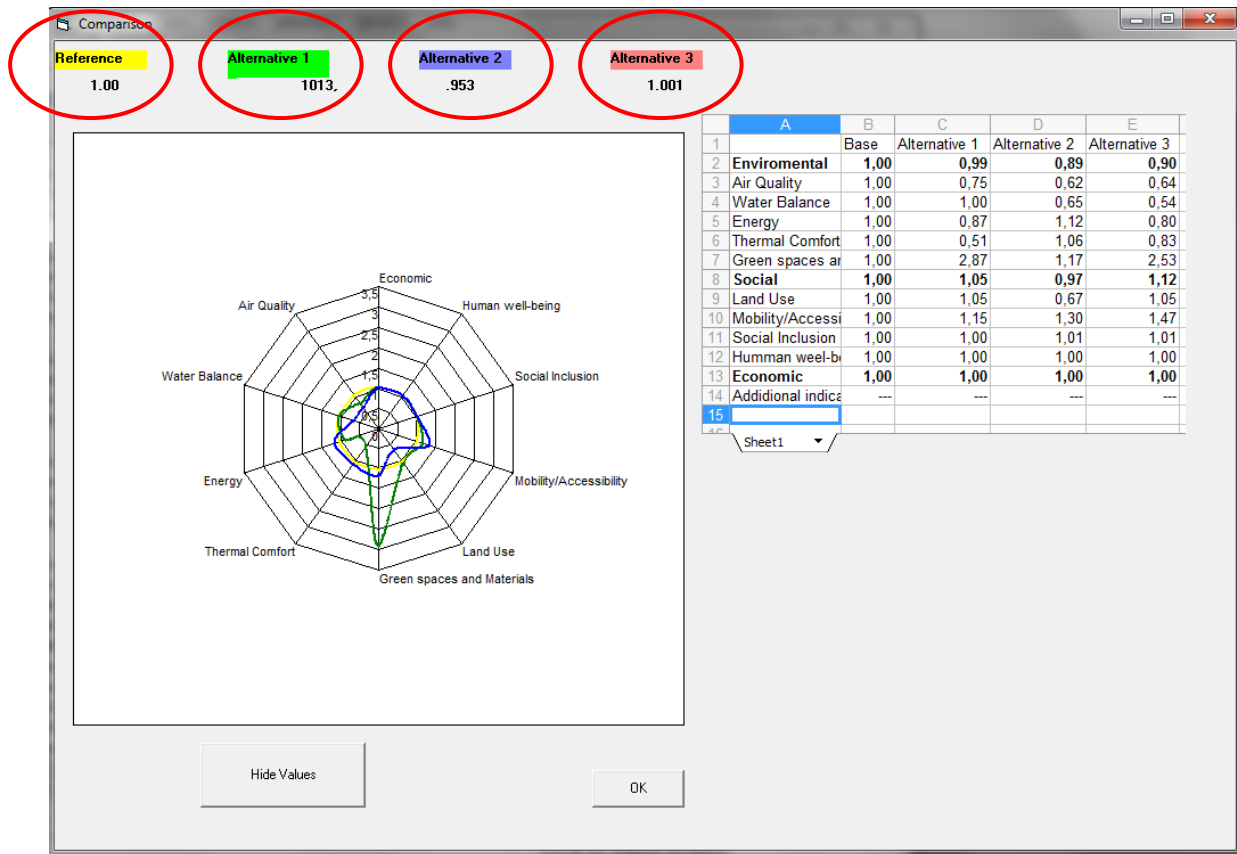 Comparison
Reference Alternative 1 Alternative 2 Alternative 3
1.00 1013, .953 1.001
A B C D E
1 Base Alternative 1 Alternative 2 Alternative 3
2 Enviromental 1,00 0,99 0,89 0,90
3 Air Quality 1,00 0,75 0,62 0,64
4 Water Balance 1,00 1,00 0,65 0,54
5 Energy 1,00 0,87 1,12 0,80
6 Thermal Comfort 1,00 0,51 1,06 0,83
7 Green spaces ar 1,00 2,87 1,17 2,53
8 Social 1,00 1,05 0,97 1,12
9 Land Use 1,00 1,05 0,67 1,05
10 Mobility/Accessi 1,00 1,15 1,30 1,47
11 Social Inclusion 1,00 1,00 1,01 1,01
12 Humman weel-b 1,00 1,00 1,00 1,00
13 Economic 1,00 1,00 1,00 1,00
14 Addidional indica --- --- --- ---
15
Sheet1
Economic
Air Quality 3,5 Human well-being
3
2,5
2
Water Balance 1,5 Social Inclusion
1
0,5
0
Energy Mobility/Accessibility
Thermal Comfort Land Use
Green spaces and Materials
Hide Values
OK